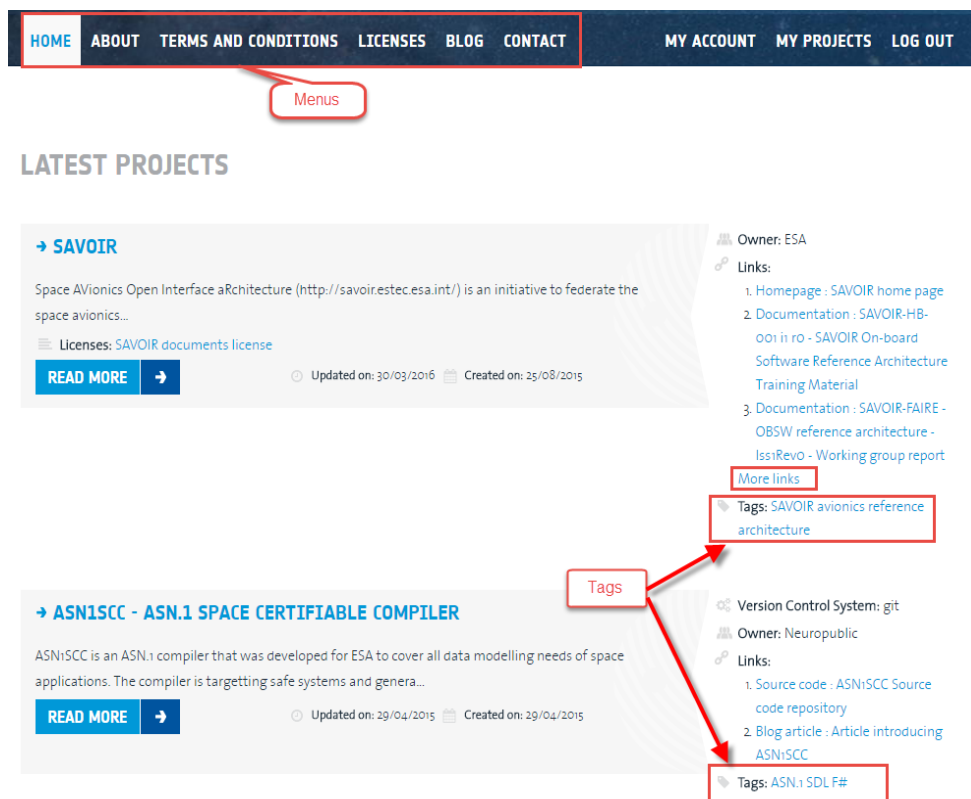 HOME ABOUT TERMS AND CONDITIONS LICENSES BLOG CONTACT MY ACCOUNT MY PROJECTS LOG OUT
Menus
LATEST PROJECTS
SAVOIR
Space AVionics Open Interface aRchitecture (http://savoir.estec.esa.int/) is an initiative to federate the
space avionics...
Licenses: SAVOIR documents license
READ MORE
Updated on: 30/03/2016 Created on: 25/08/2015
Owner: ESA
Links:
1. Homepage : SAVOIR home page
2. Documentation : SAVOIR-HB-
001 i1 r0 - SAVOIR On-board
Software Reference Architecture
Training Material
3. Documentation : SAVOIR-FAIRE -
OBSW reference architecture -
Iss1Rev0 - Working group report
More links
Tags: SAVOIR avionics reference
architecture
Tags
ASN1SCC - ASN.1 SPACE CERTIFIABLE COMPILER
ASN1SCC is an ASN.1 compiler that was developed for ESA to cover all data modelling needs of space
applications. The compiler is targetting safe systems and genera...
READ MORE
Updated on: 29/04/2015 Created on: 29/04/2015
Version Control System: git
Owner: Neuropublic
Links:
1. Source code : ASN1SCC Source
code repository
2. Blog article : Article introducing
ASN1SCC
Tags: ASN.1 SDL F#